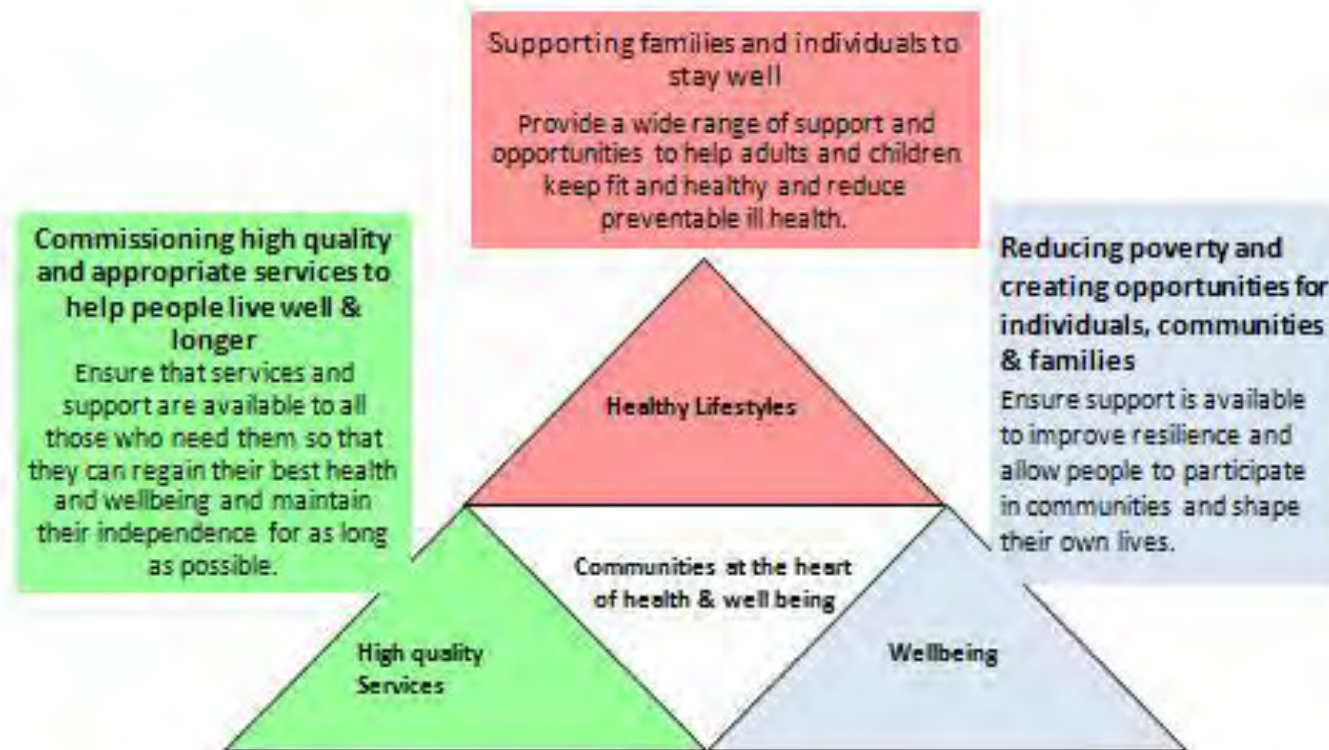 Supporting families and individuals to
stay well
Provide a wide range of support and
opportunities to help adults and children
keep fit and healthy and reduce
preventable ill health.
Commissioning high quality
and appropriate services to
help people live well &
longer
Ensure that services and
support are available to all
those who need them so that
they can regain their best health
and wellbeing and maintain
their independence for as long
as possible.
Reducing poverty and
creating opportunities for
individuals, communities
& families
Ensure support is available
to improve resilience and
allow people to participate
in communities and shape
their own lives.
Healthy Lifestyles
Communities at the heart
of health & well being
High quality
Services
Wellbeing